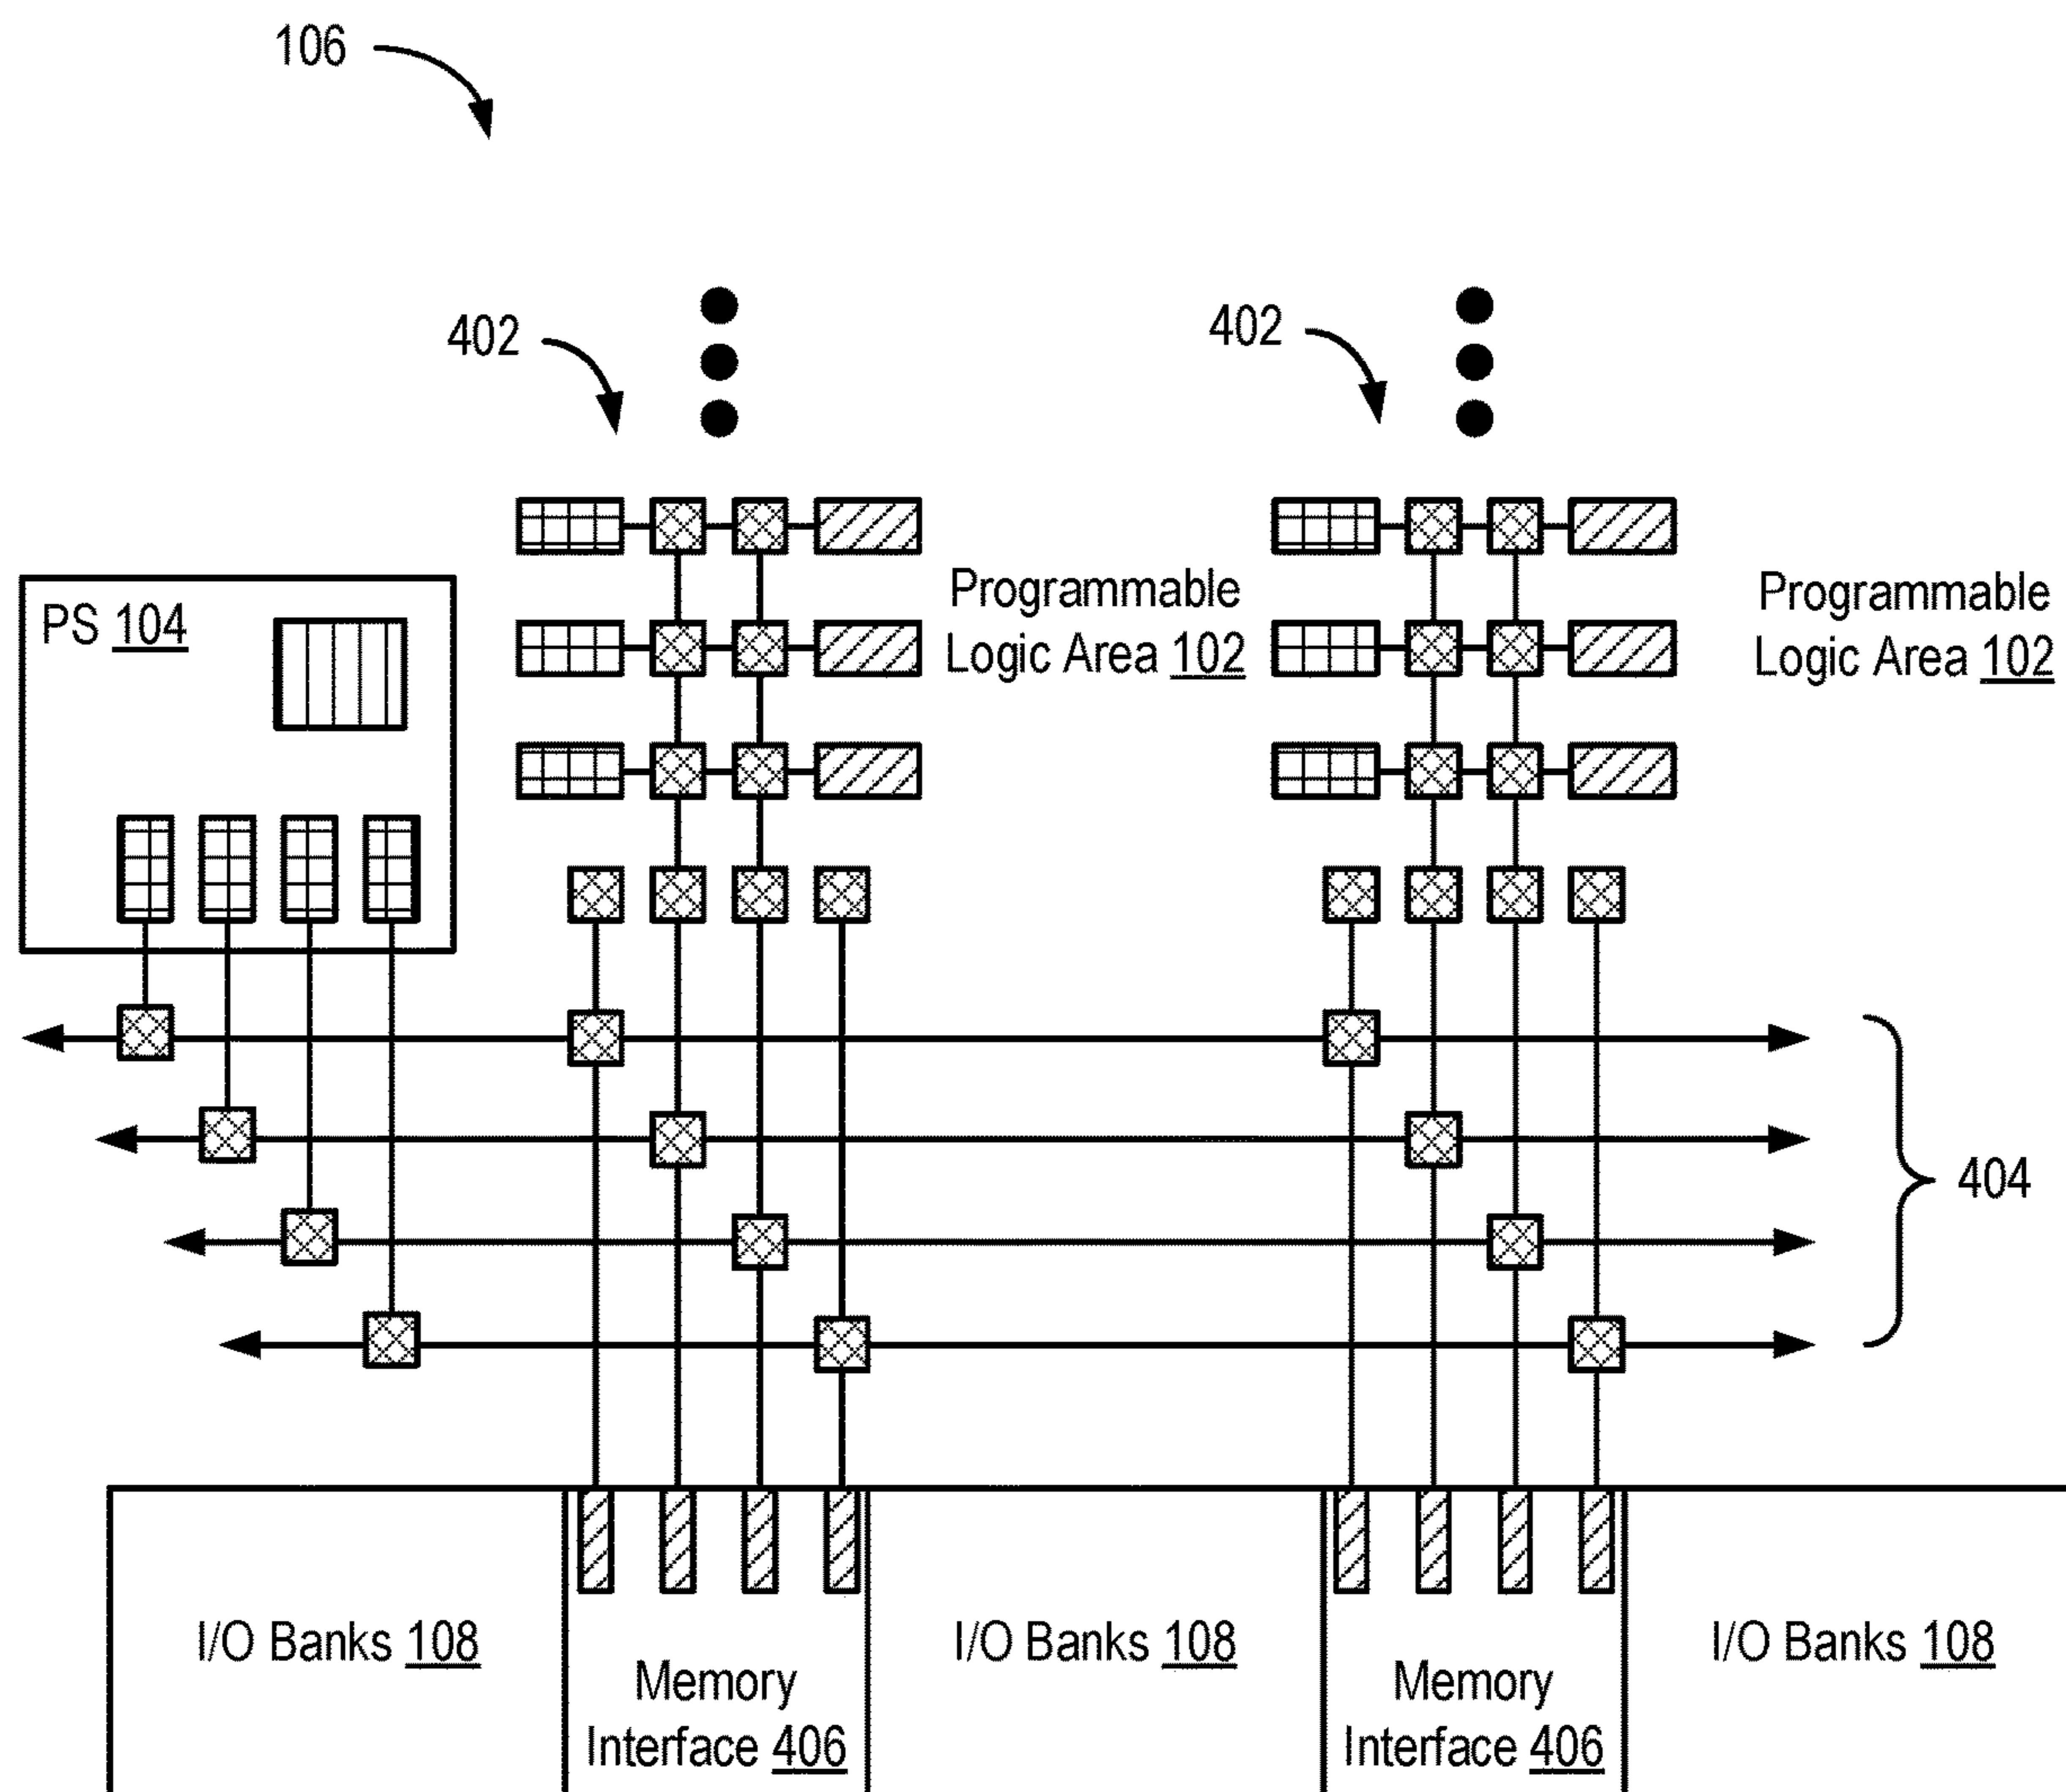 106
402
402
Programmable
Logic Area 102
Programmable
Logic Area 102
PS 104
404
I/O Banks 108
Memory
Interface 406
I/O Banks 108
Memory
Interface 406
I/O Banks 108